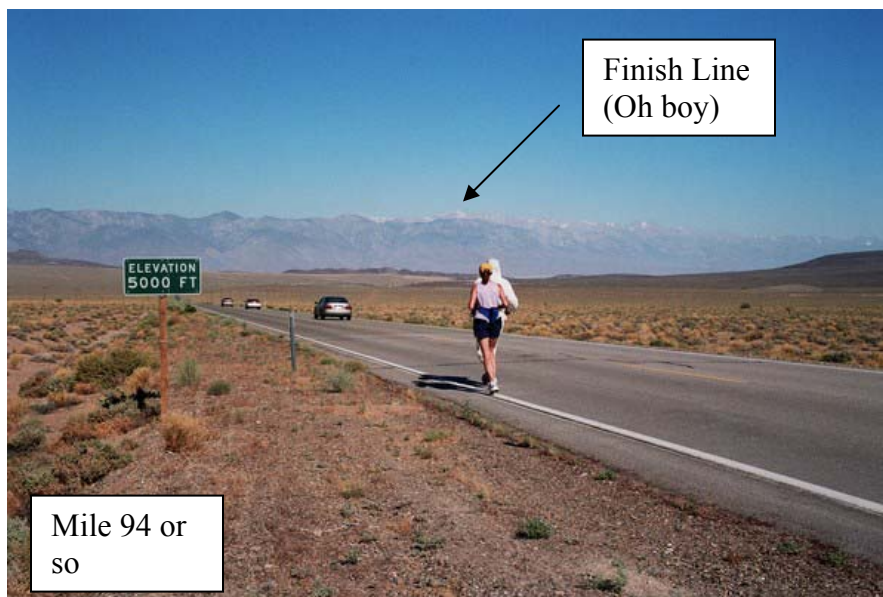 Finish Line
(Oh boy)
ELEVATION
5000 FT
Mile 94 or
so